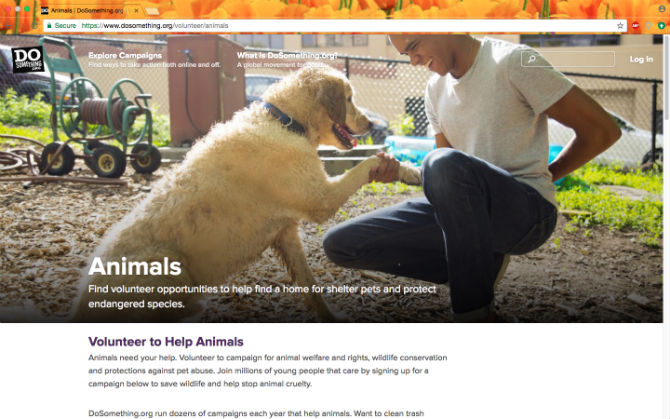 Animals | DoSomething.org
Secure https://www.dosomething.org/volunteer/animals
DO
SOMETHING
.ORG
Explore Campaigns
Find ways to take action both online and off.
What is DoSomething.org?
A global movement for good.
Log in
Animals
Find volunteer opportunities to help find a home for shelter pets and protect
endangered species.
Volunteer to Help Animals
Animals need your help. Volunteer to campaign for animal welfare and rights, wildlife conservation
and protections against pet abuse. Join millions of young people that care by signing up for a
campaign below to save wildlife and help stop animal cruelty.
DoSomething.org run dozens of campaigns each year that help animals. Want to clean trash